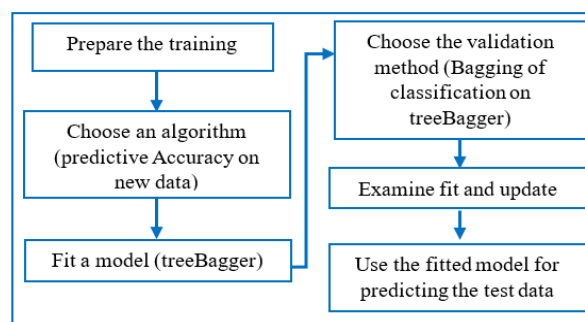 Prepare the training
Choose an algorithm
(predictive Accuracy on
new data)
Fit a model (treeBagger)
Choose the validation
method (Bagging of
classification on
treeBagger)
Examine fit and update
Use the fitted model for
predicting the test data